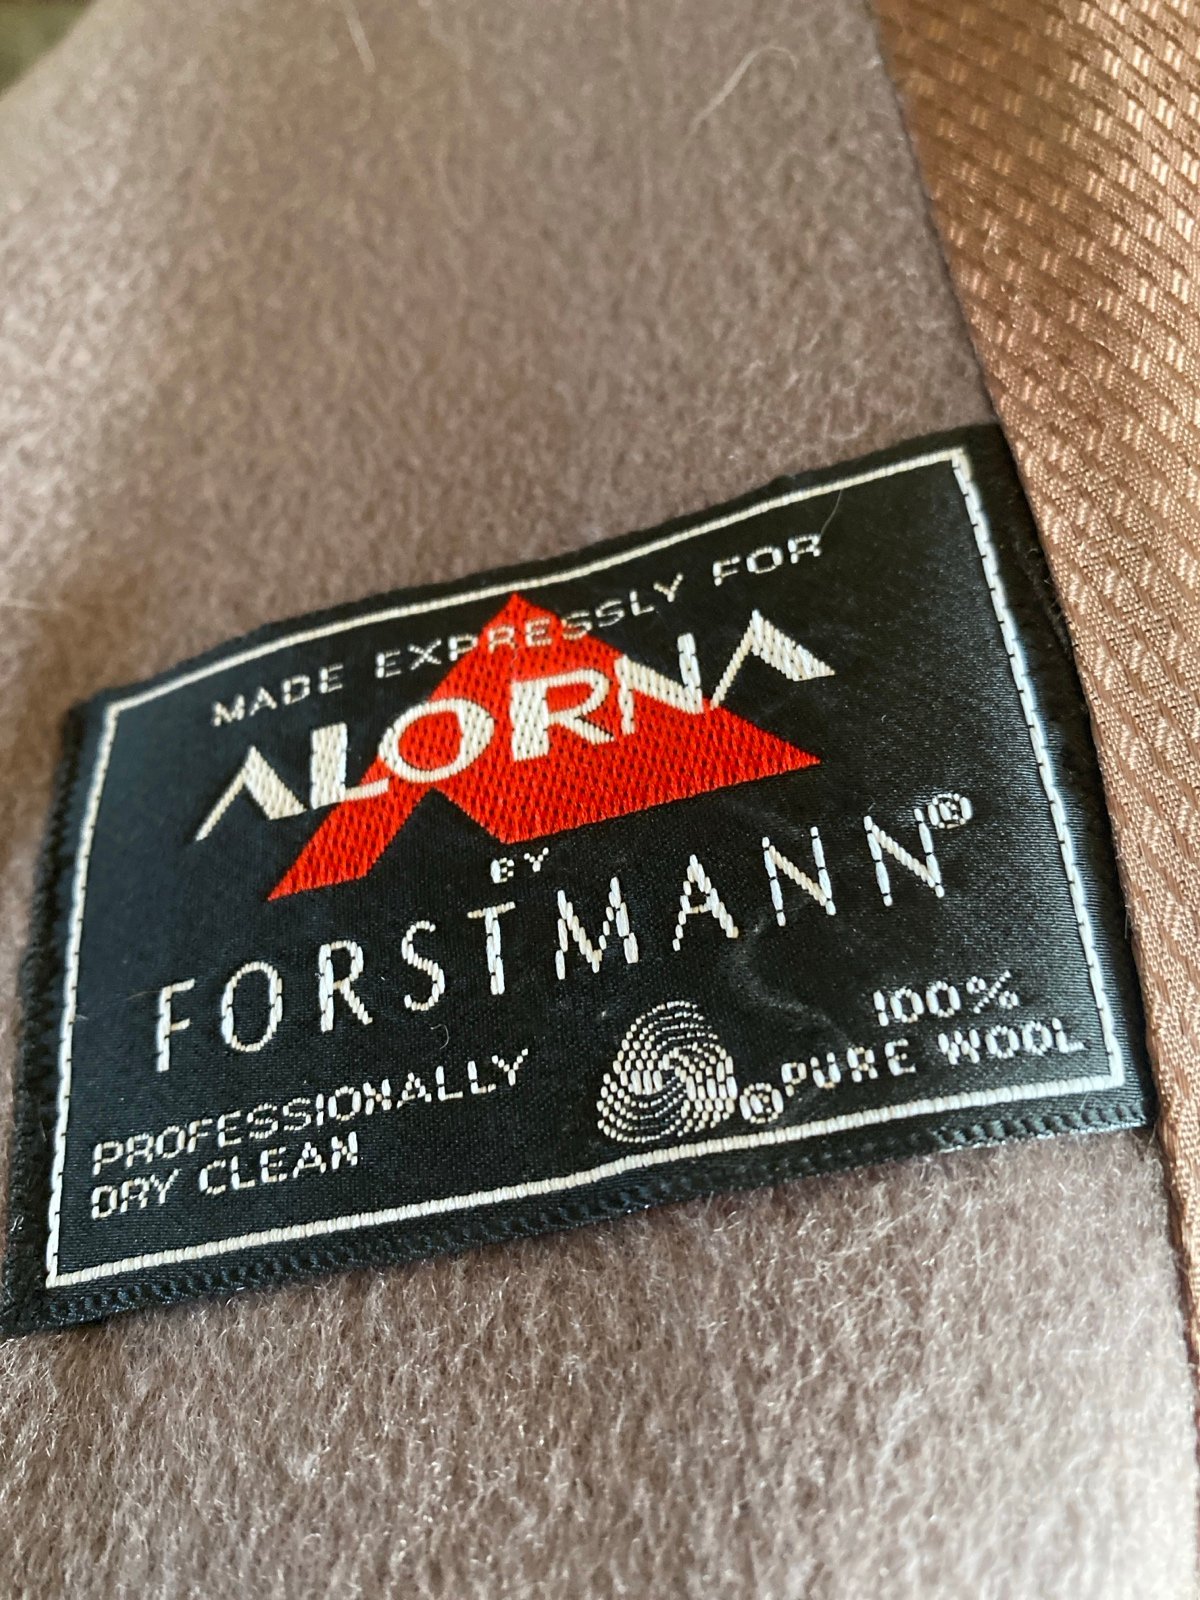 MADE EXPRESSLY FOR
ALORNA
BY
FORSTMANN®
PROFESSIONALLY
DRY CLEAN
®
100%
PURE WOOL